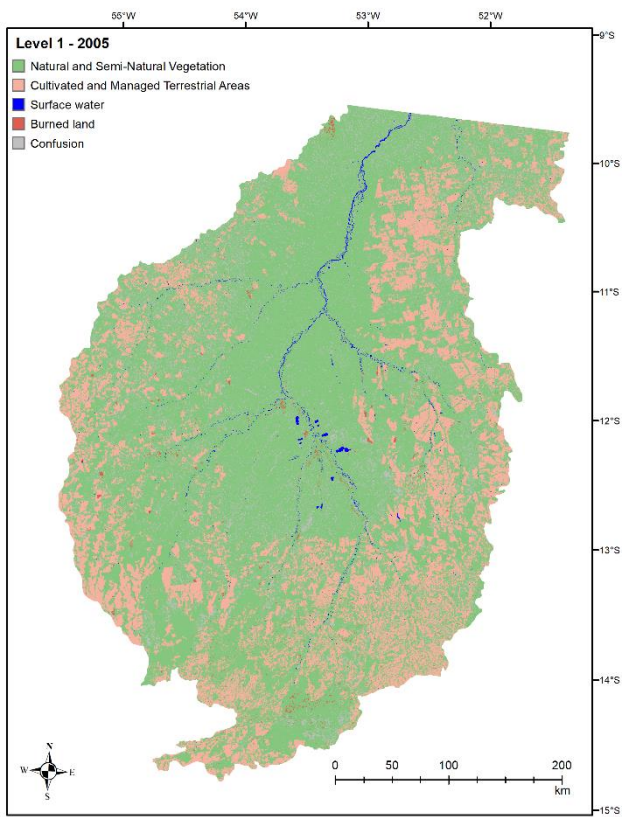 55°W 54°W 53°W 52°W
9°S
Level 1 - 2005
Natural and Semi-Natural Vegetation
Cultivated and Managed Terrestrial Areas
Surface water
Burned land
Confusion
10°S
11°S
12°S
13°S
14°S
N
W E
S
0 50 100 200
km
15°S